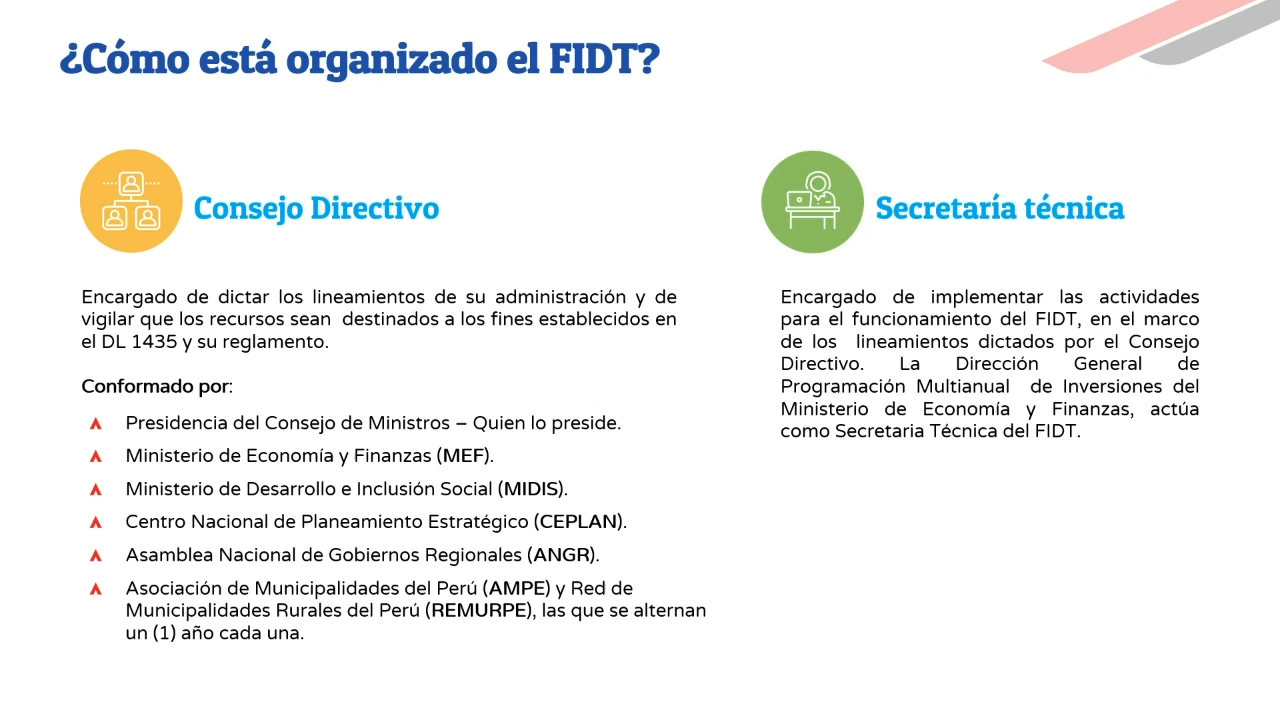 ¿Cómo está organizado el FIDT?
Consejo Directivo
Encargado de dictar los lineamientos de su administración y de
vigilar que los recursos sean destinados a los fines establecidos en
el DL 1435 y su reglamento.
Conformado por:
Presidencia del Consejo de Ministros – Quien lo preside.
Ministerio de Economía y Finanzas (MEF).
Ministerio de Desarrollo e Inclusión Social (MIDIS).
Centro Nacional de Planeamiento Estratégico (CEPLAN).
Asamblea Nacional de Gobiernos Regionales (ANGR).
Asociación de Municipalidades del Perú (AMPE) y Red de
Municipalidades Rurales del Perú (REMURPE), las que se alternan
un (1) año cada una.
Secretaría técnica
Encargado de implementar las actividades
para el funcionamiento del FIDT, en el marco
de los lineamientos dictados por el Consejo
Directivo. La Dirección General de
Programación Multianual de Inversiones del
Ministerio de Economía y Finanzas, actúa
como Secretaria Técnica del FIDT.